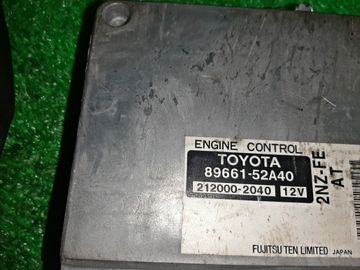 ENGINE CONTROL
TOYOTA
89661-52A40
212000-2040 12V
2NZ-FE
AT
FUJITSU TEN LIMITED JAPAN